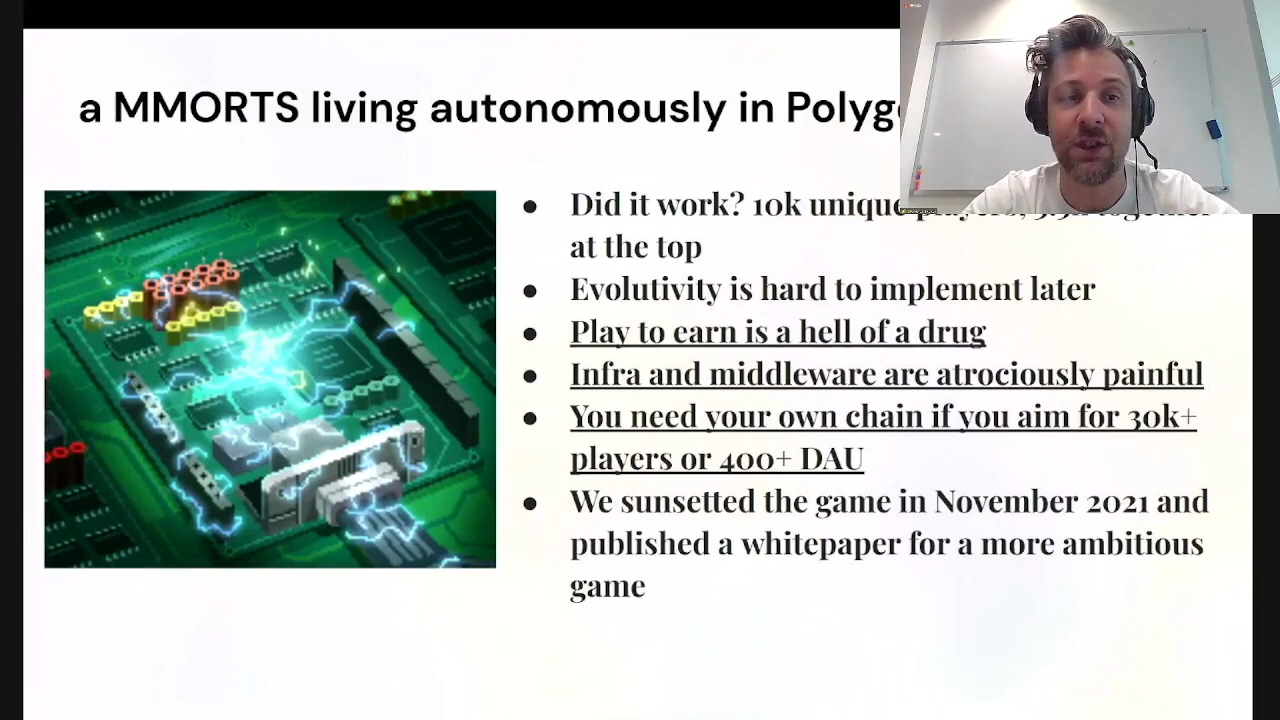 a MMORTS living autonomously in
Did it work? 10k unique
at the top
Evolutivity is hard to implement later
Play to earn is a hell of a drug
Infra and middleware are atrociously painful
You need your own chain if you aim for 30k+
players or 400+ DAU
We sunsetted the game in November 2021 and
published a whitepaper for a more ambitious
game